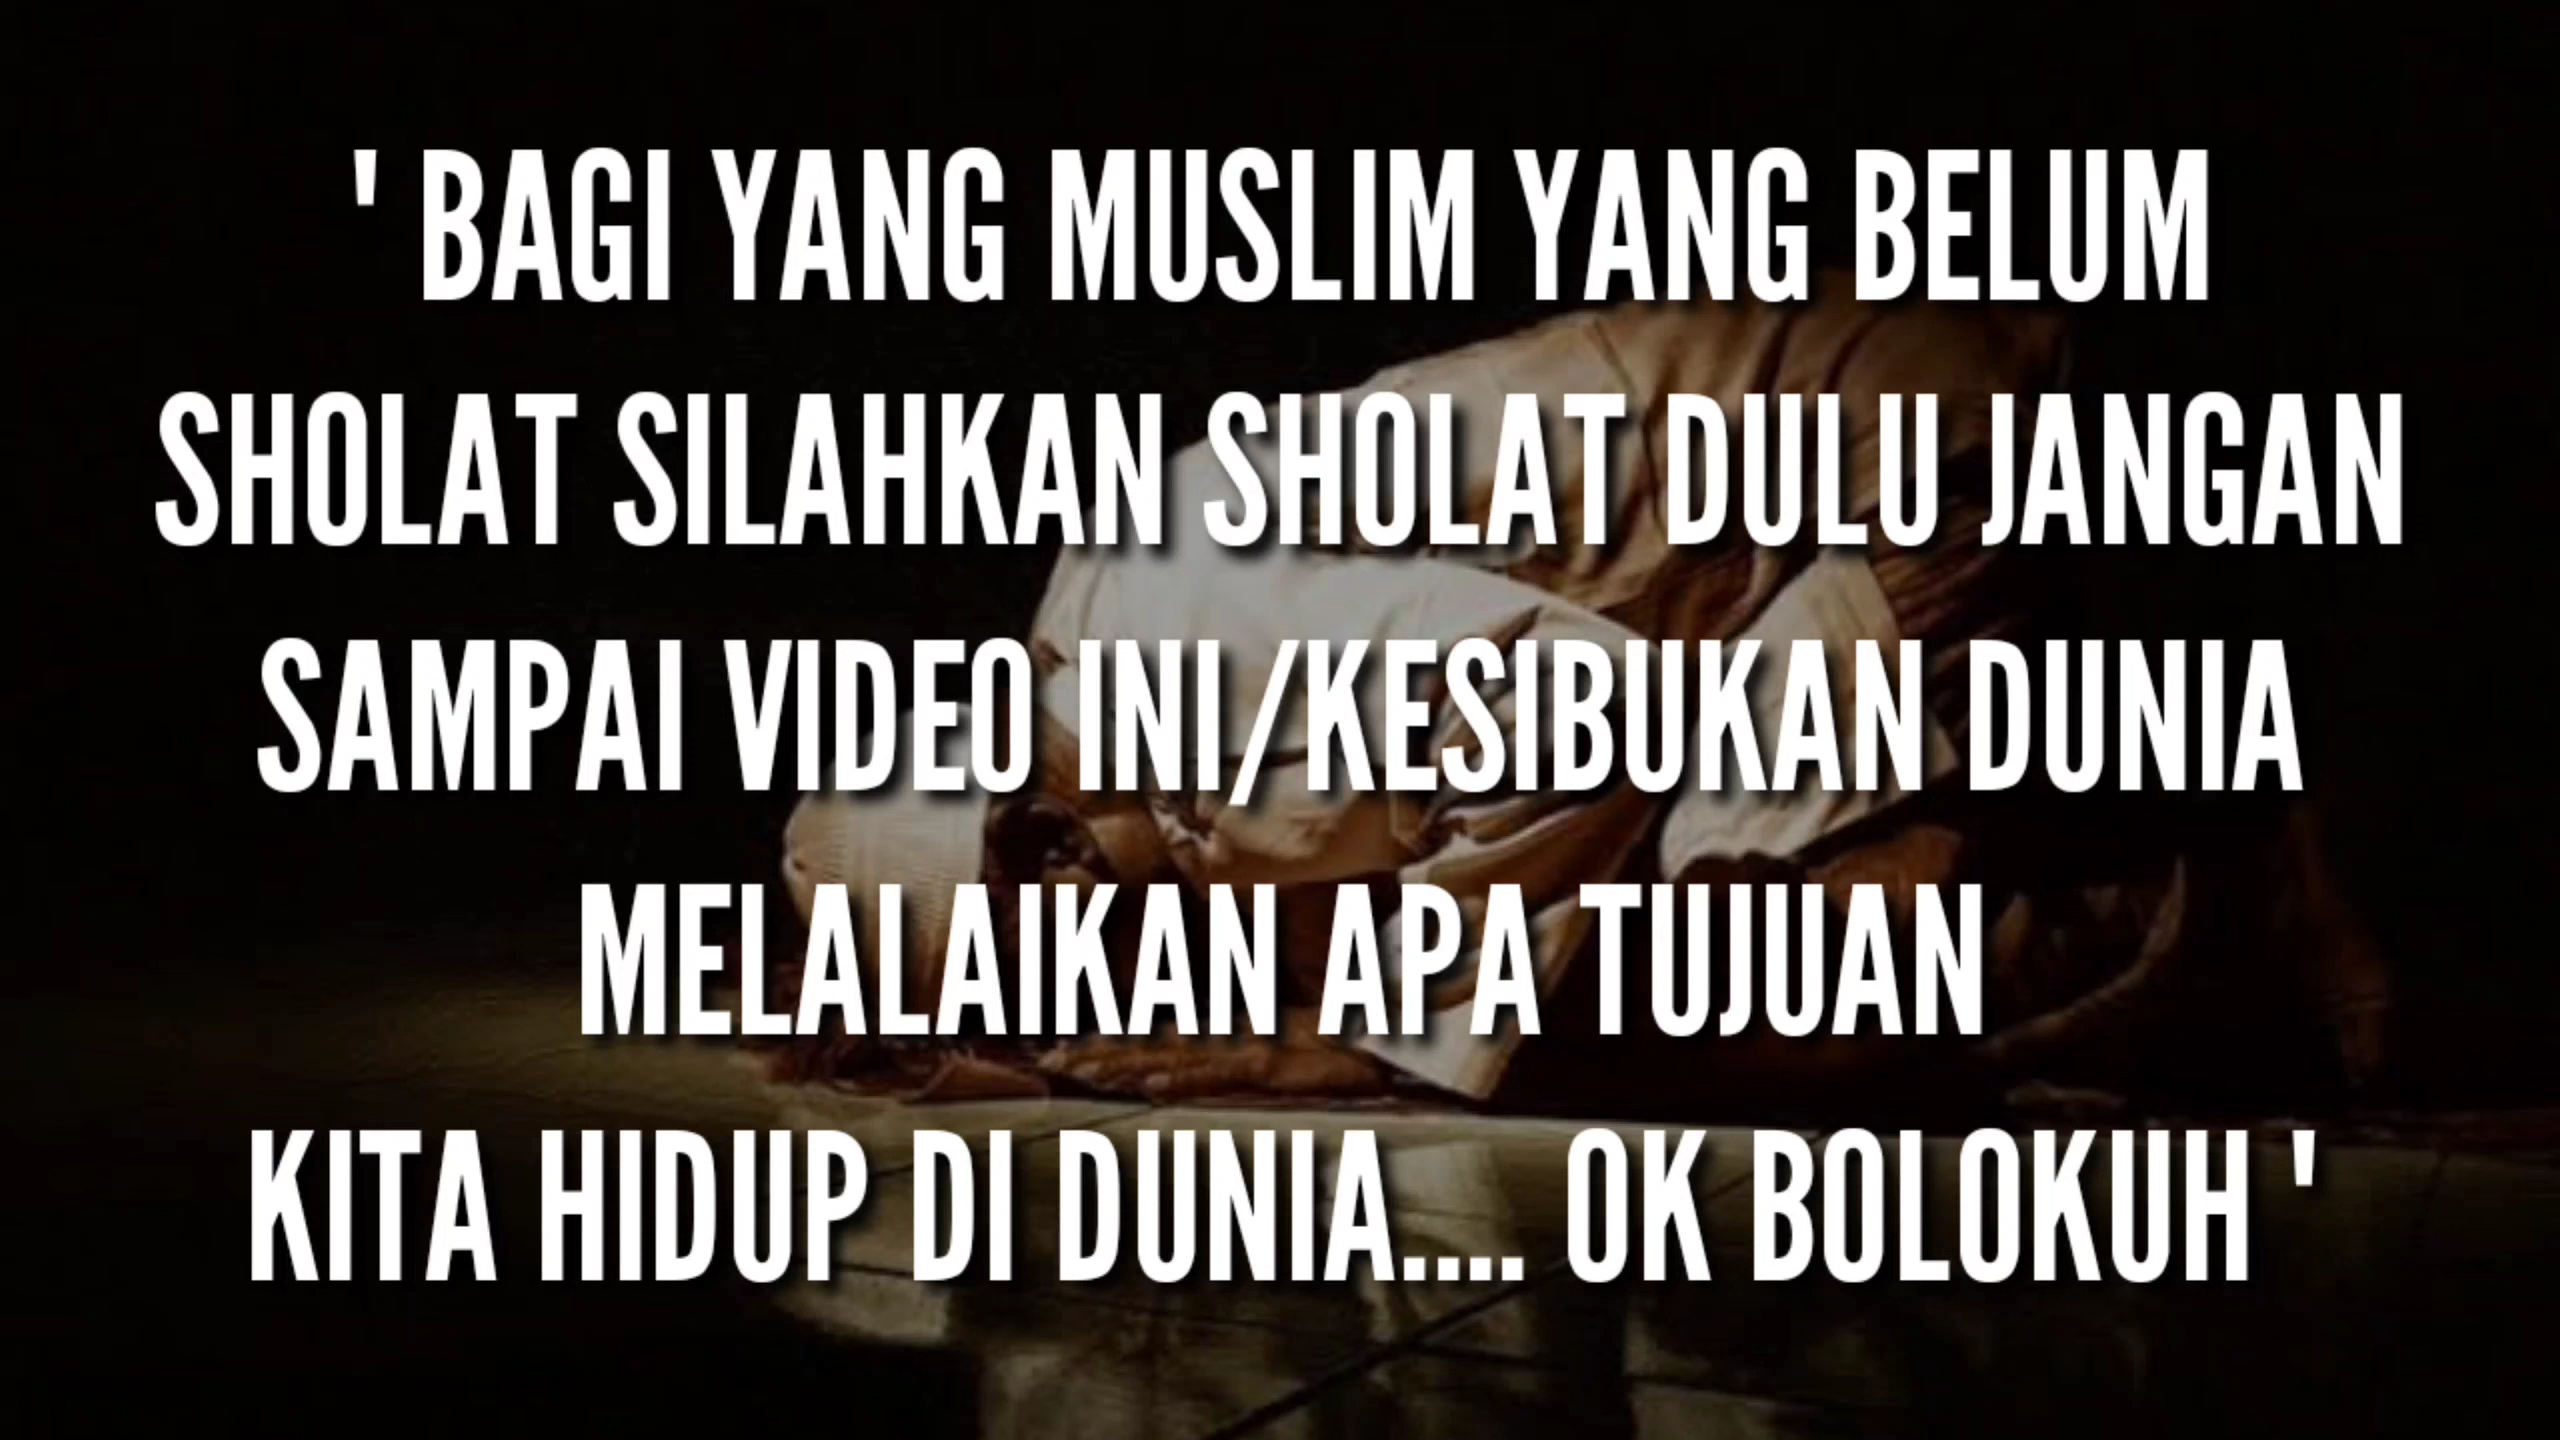 ' BAGI YANG MUSLIM YANG BELUM
SHOLAT SILAHKAN SHOLAT DULU JANGAN
SAMPAI VIDEO INI/KESIBUKAN DUNIA
MELALAIKAN APA TUJUAN
KITA HIDUP DI DUNIA.... OK BOLOKUH '